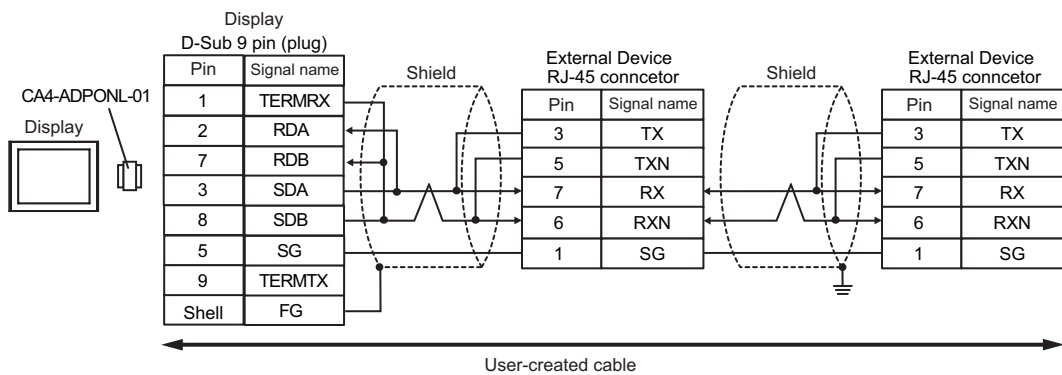 Display
D-Sub 9 pin (plug)
CA4-ADPONL-01
Display
Pin Signal name
1 TERMRX
2 RDA
7 RDB
3 SDA
8 SDB
5 SG
9 TERMTX
Shell FG
Shield
External Device
RJ-45 conncetor
Pin Signal name
3 TX
5 TXN
7 RX
6 RXN
1 SG
Shield
External Device
RJ-45 conncetor
Pin Signal name
3 TX
5 TXN
7 RX
6 RXN
1 SG
User-created cable